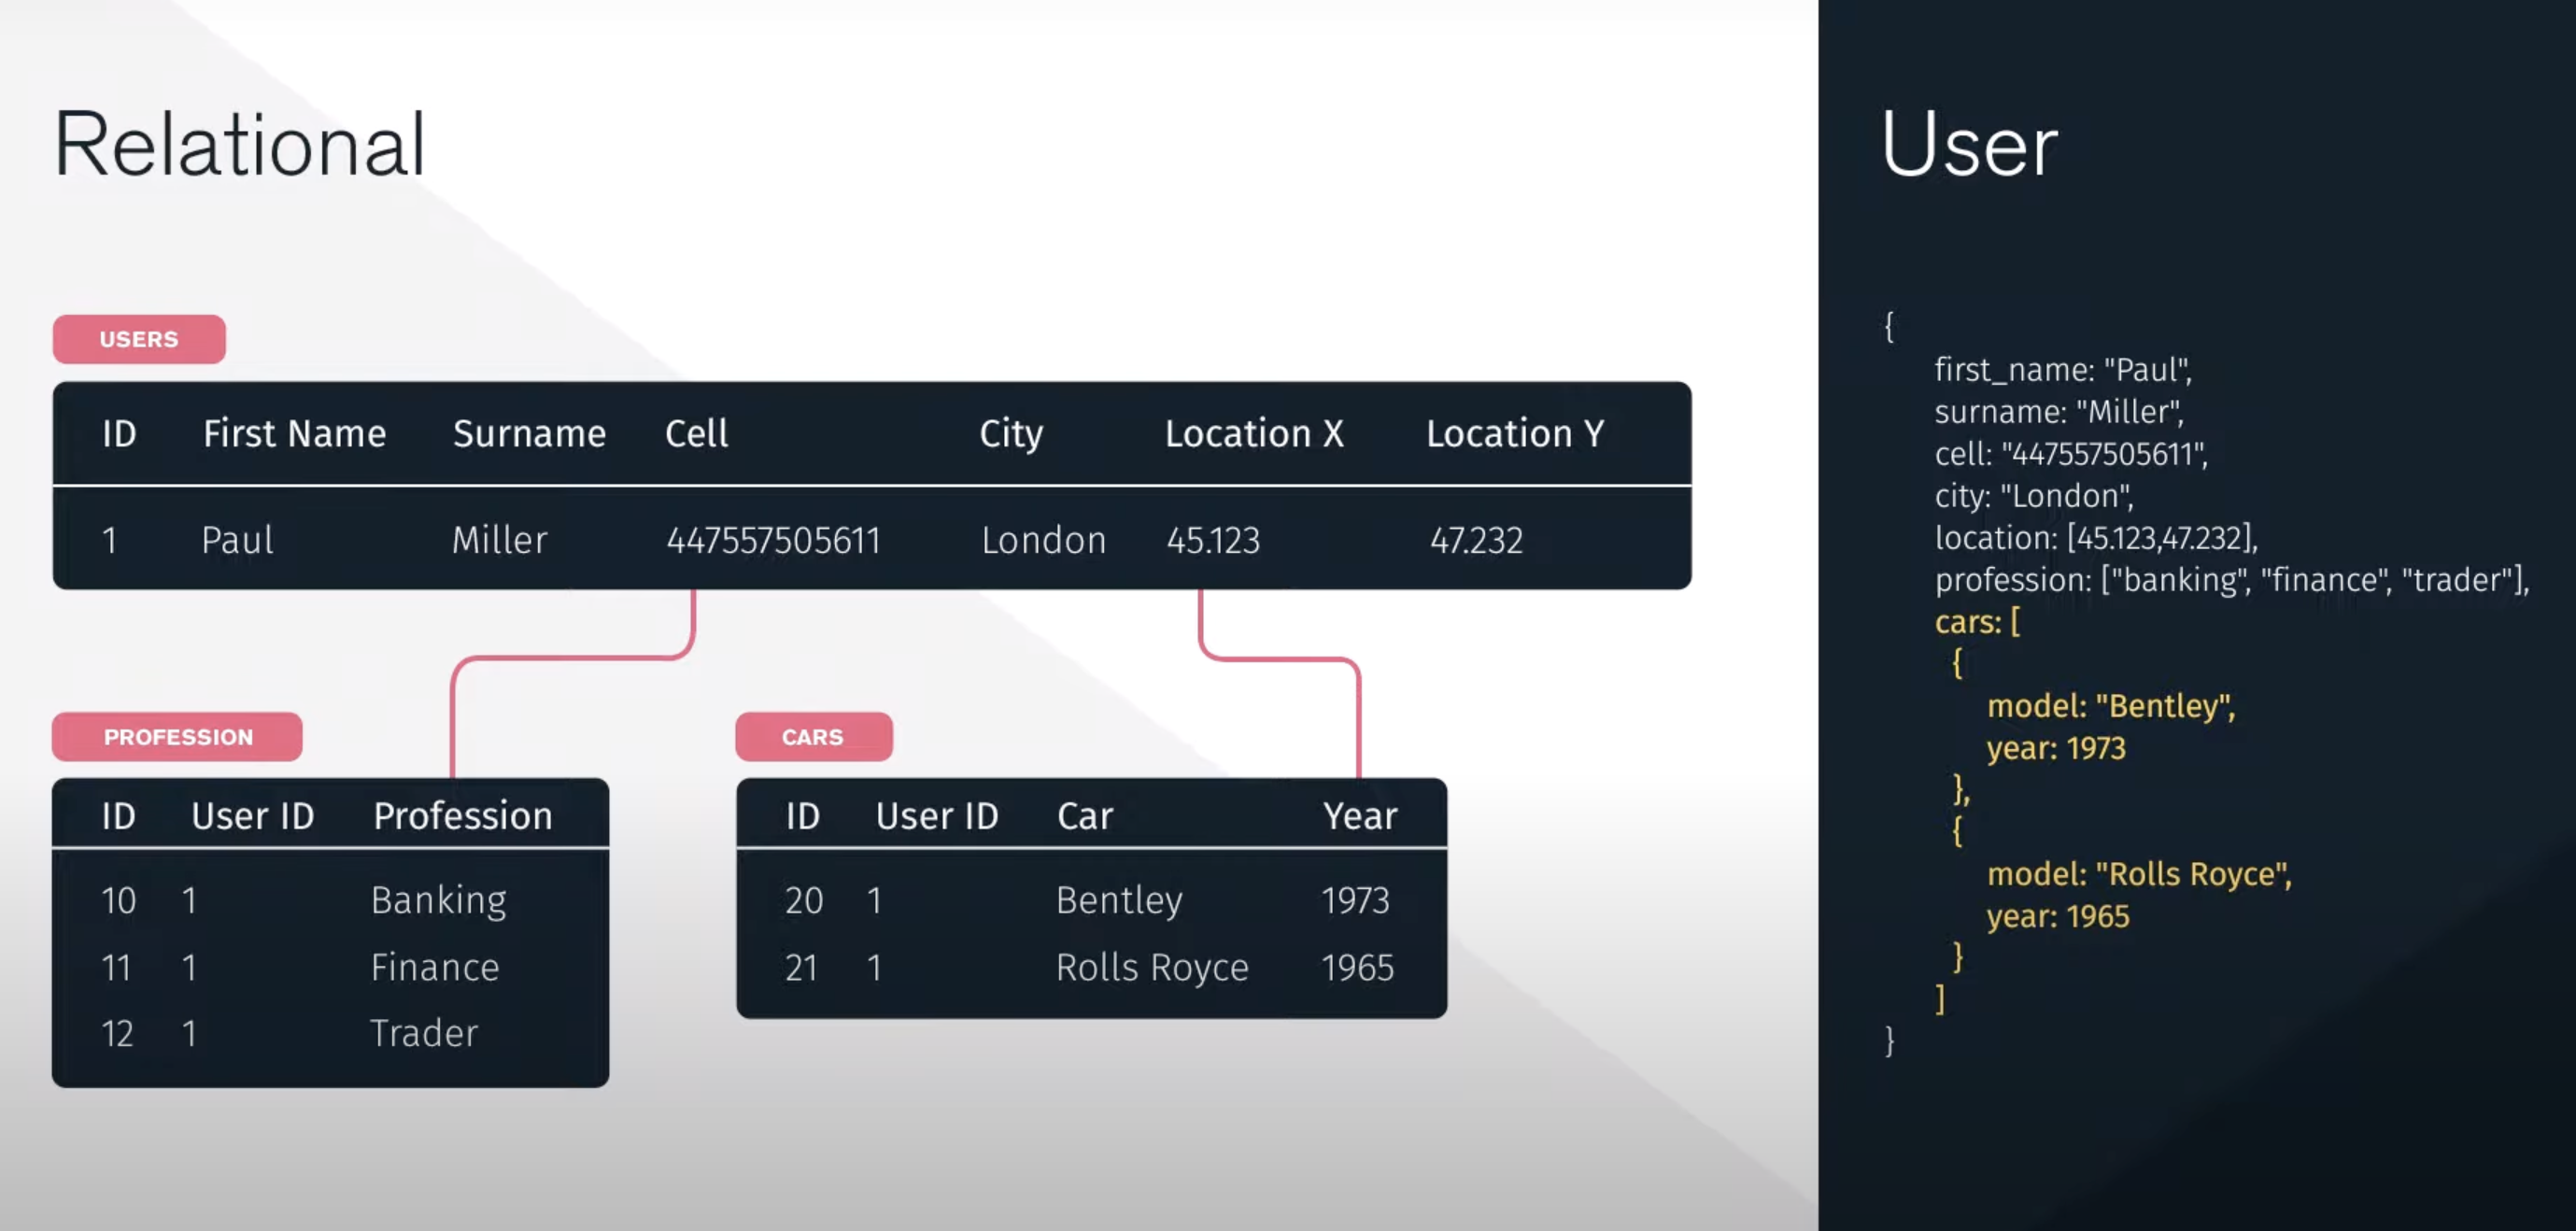 Relational
USERS
ID First Name Surname Cell City Location X Location Y
1 Paul Miller 447557505611 London 45.123 47.232
PROFESSION
ID User ID Profession
10 1 Banking
11 1 Finance
12 1 Trader
CARS
ID User ID Car Year
20 1 Bentley 1973
21 1 Rolls Royce 1965
User
{
first_name: "Paul",
surname: "Miller",
cell: "447557505611",
city: "London",
location: [45.123,47.232],
profession: ["banking", "finance", "trader"],
cars: [
{
model: "Bentley",
year: 1973
},
{
model: "Rolls Royce",
year: 1965
}
]
}